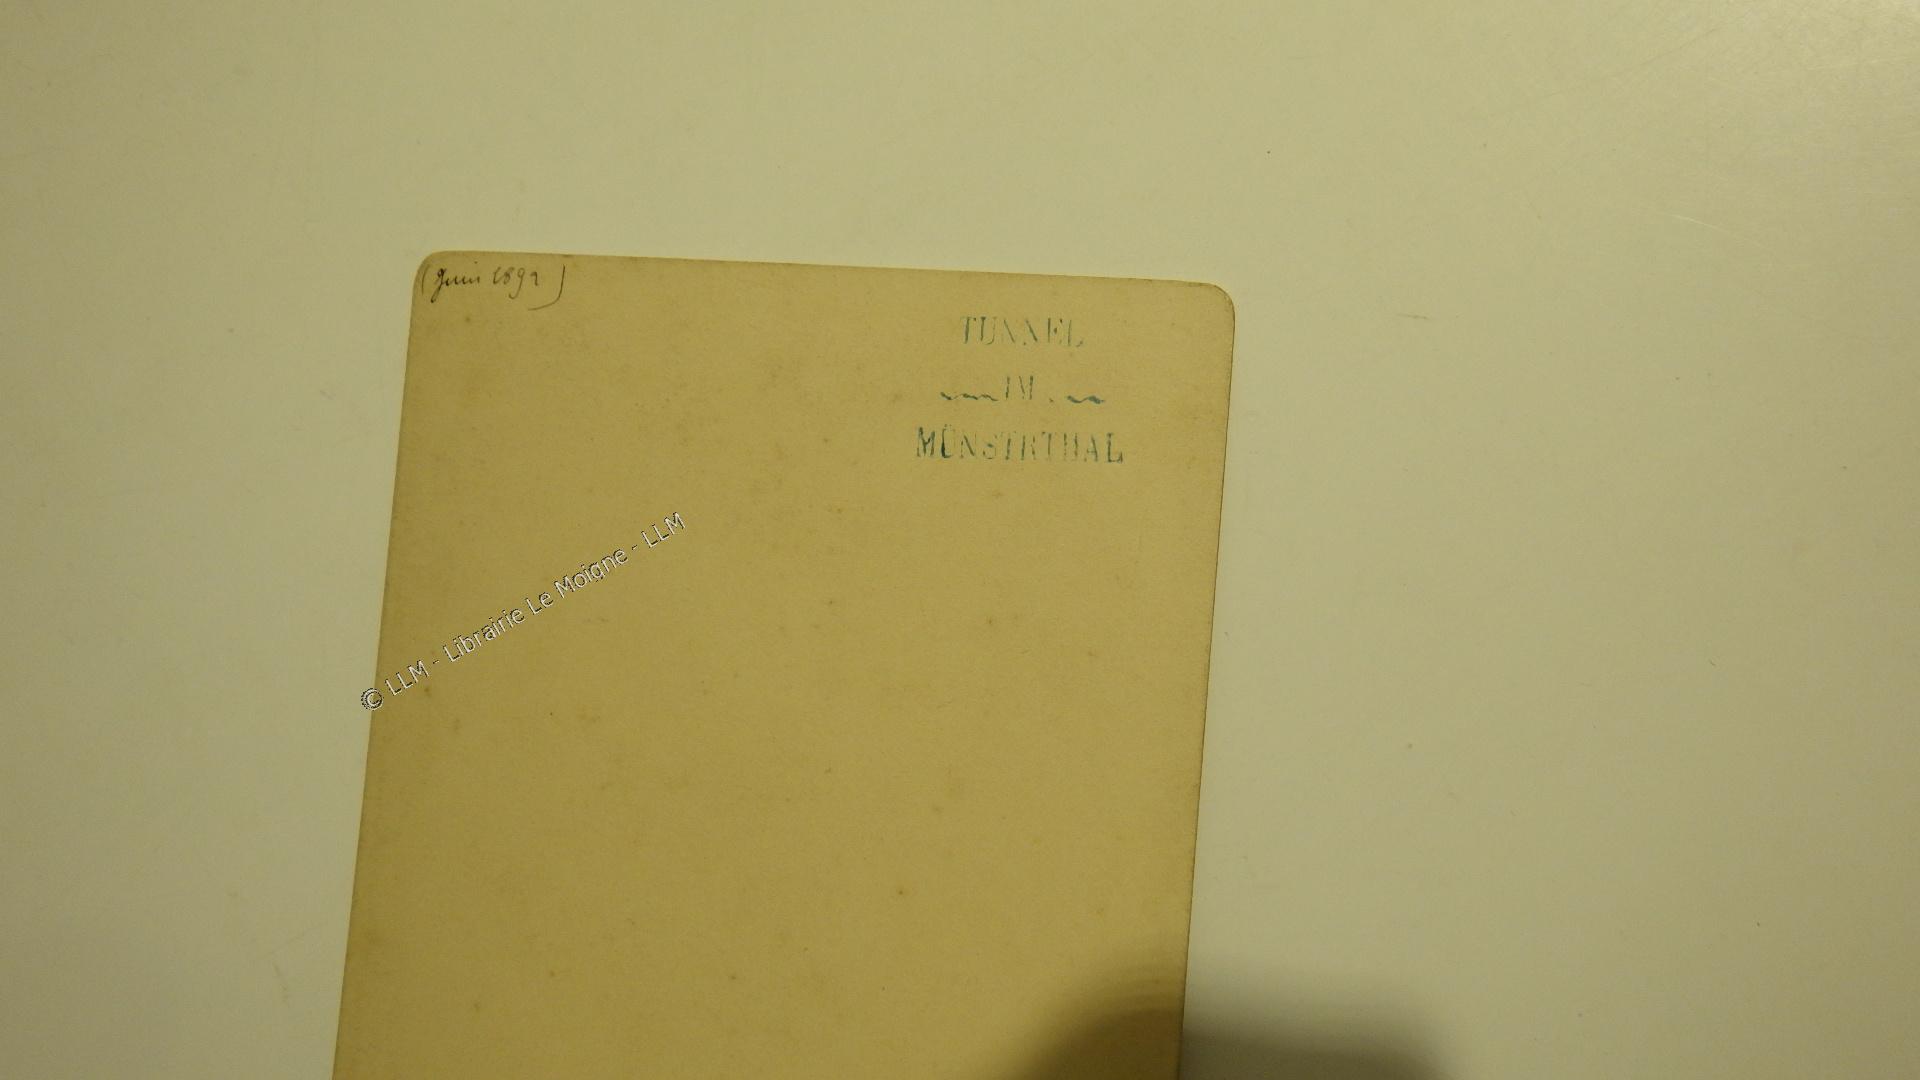 (Juin 1892)
TUNNEL
IM
MÜNSTRTHAL
© LLM - Librairie Le Moigne - LLM